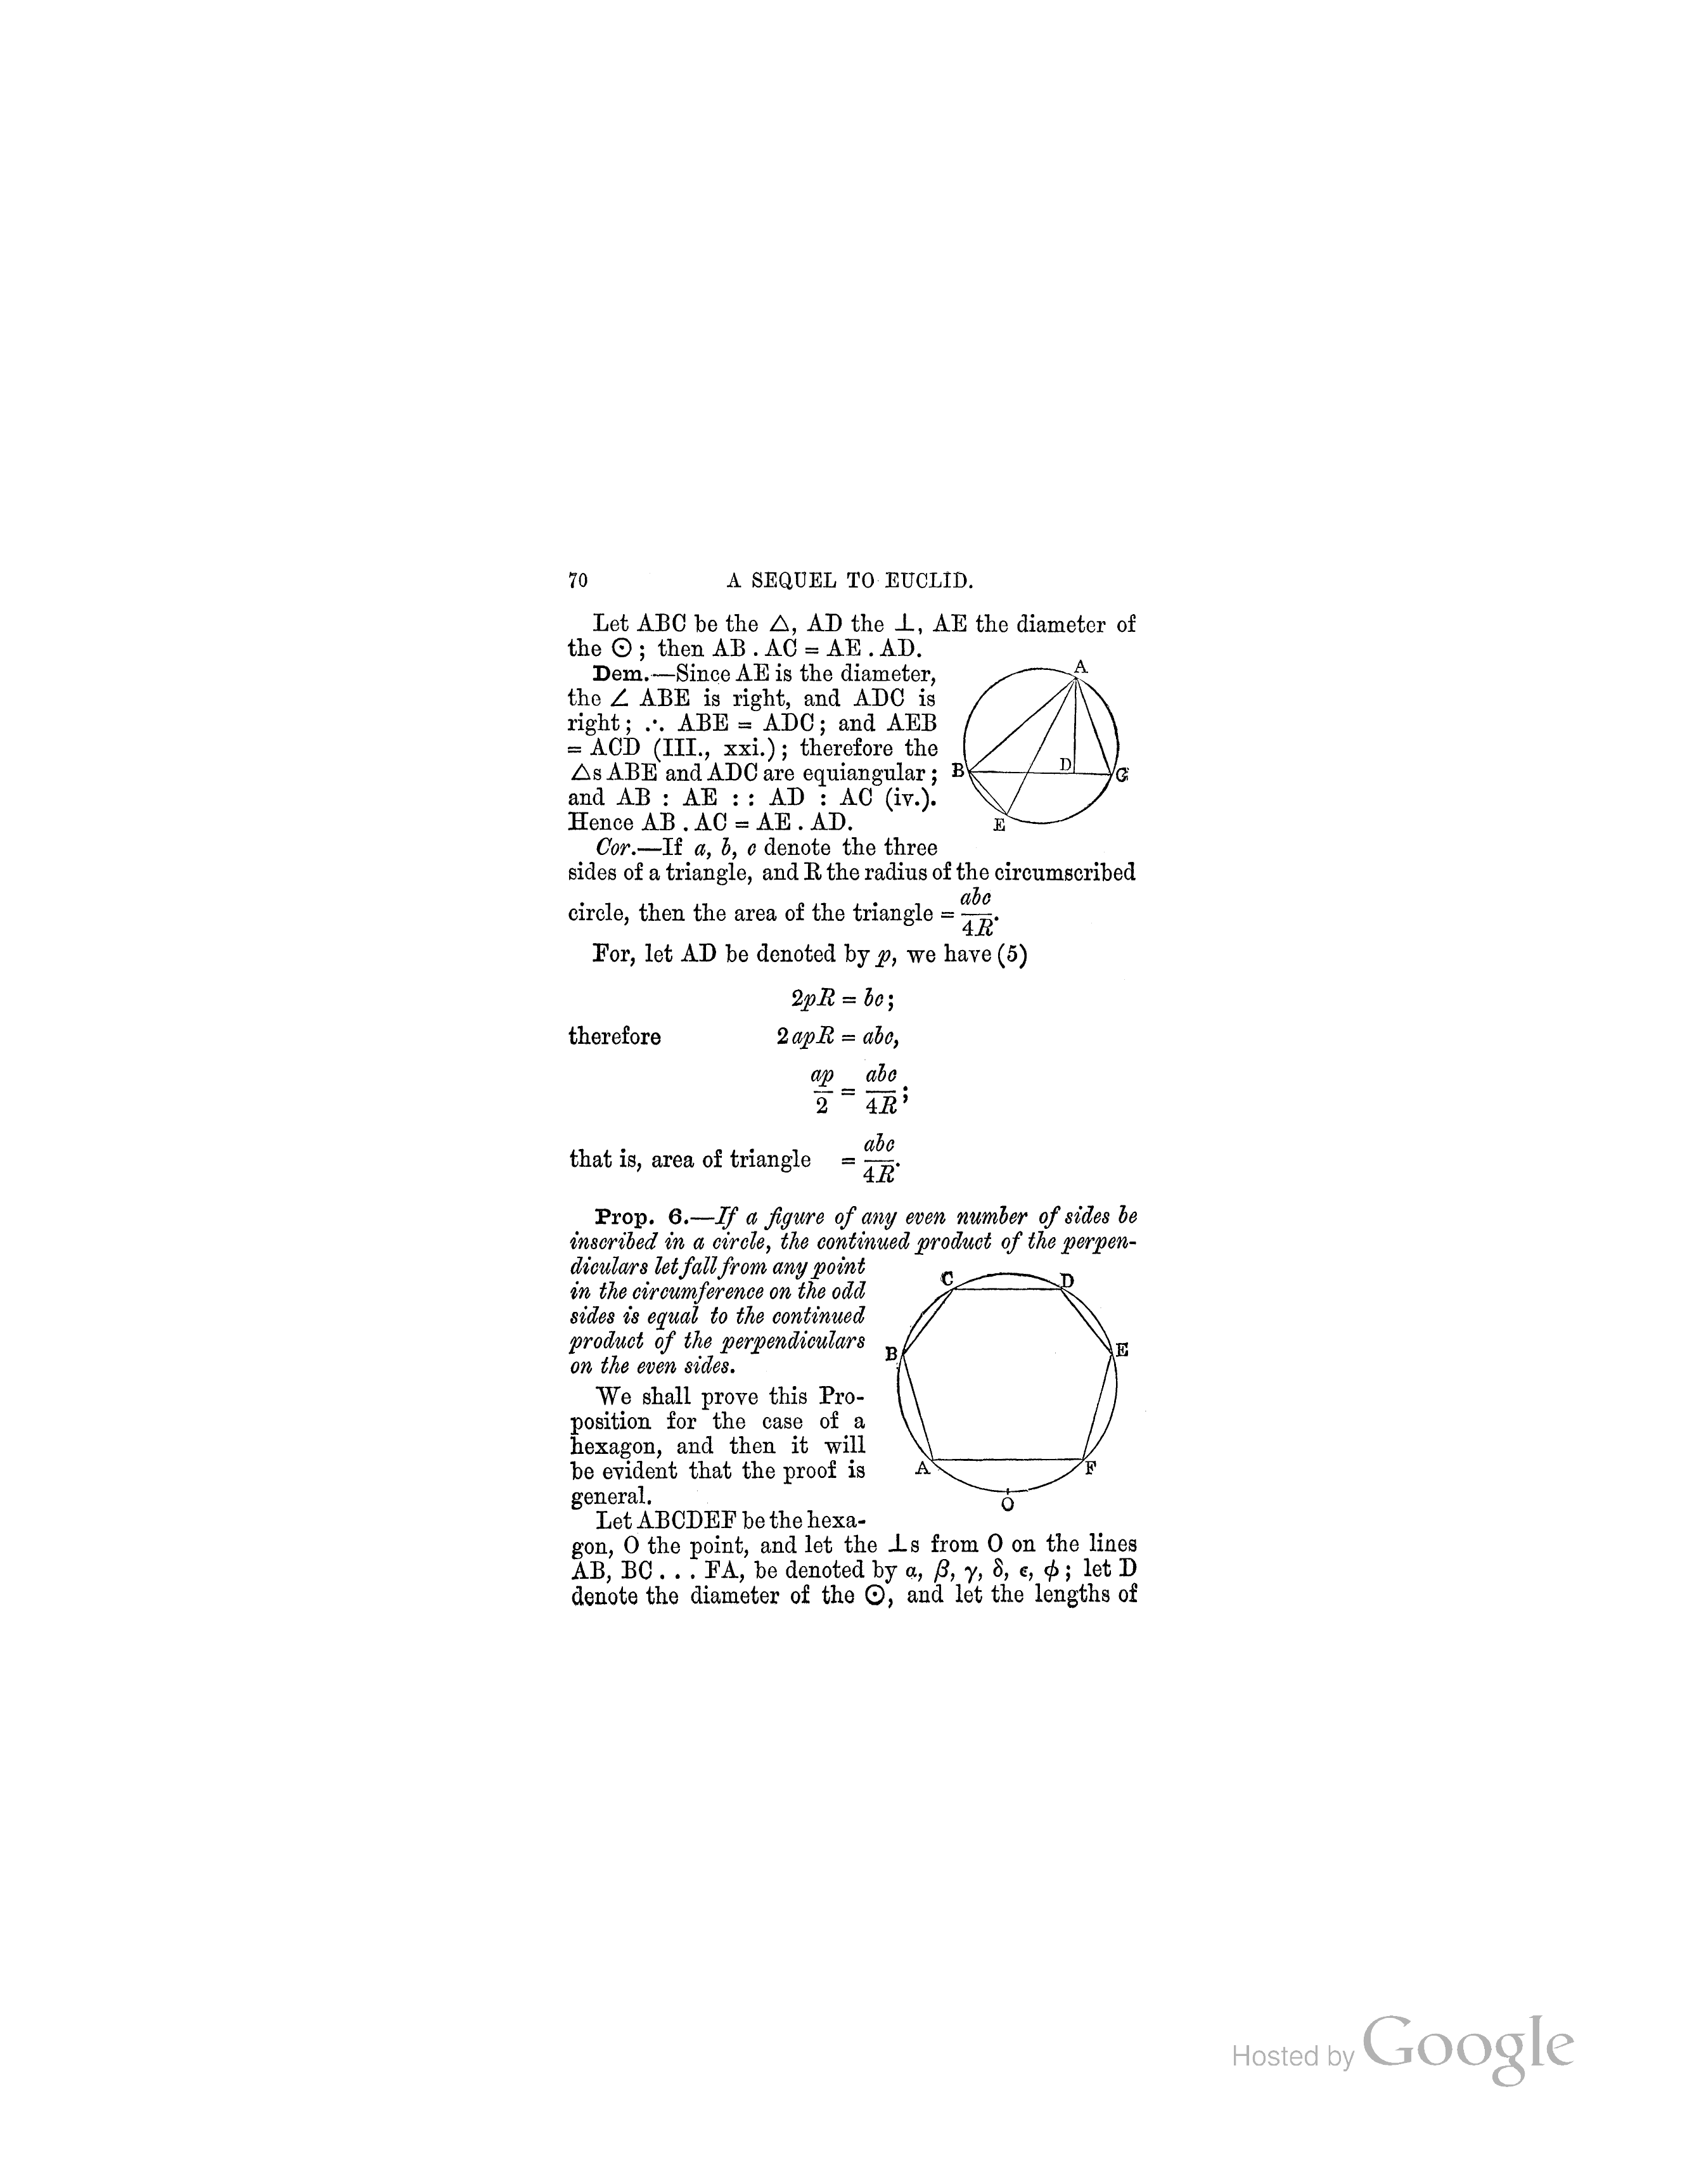 70 A SEQUEL TO EUCLID.
Let ABC be the △, AD the ⊥, AE the diameter of
the ⊙; then AB . AC = AE . AD.
Dem.—Since AE is the diameter,
the ∠ ABE is right, and ADC is
right; ∴ ABE = ADC; and AEB
= ACD (III., xxi.); therefore the
△s ABE and ADC are equiangular;
and AB : AE :: AD : AC (iv.).
Hence AB . AC = AE . AD.
A
B
D
C
E
Cor.—If a, b, c denote the three
sides of a triangle, and R the radius of the circumscribed
circle, then the area of the triangle = abc/4R.
For, let AD be denoted by p, we have (5)
2pR = bc;
therefore 2apR = abc,
ap/2 = abc/4R;
that is, area of triangle = abc/4R.
Prop. 6.—If a figure of any even number of sides be
inscribed in a circle, the continued product of the perpen-
diculars let fall from any point
in the circumference on the odd
sides is equal to the continued
product of the perpendiculars
on the even sides.
We shall prove this Pro-
position for the case of a
hexagon, and then it will
be evident that the proof is
general.
C D
B E
A F
O
Let ABCDEF be the hexa-
gon, O the point, and let the ⊥s from O on the lines
AB, BC . . . FA, be denoted by α, β, γ, δ, ε, φ; let D
denote the diameter of the ⊙, and let the lengths of
Hosted by Google